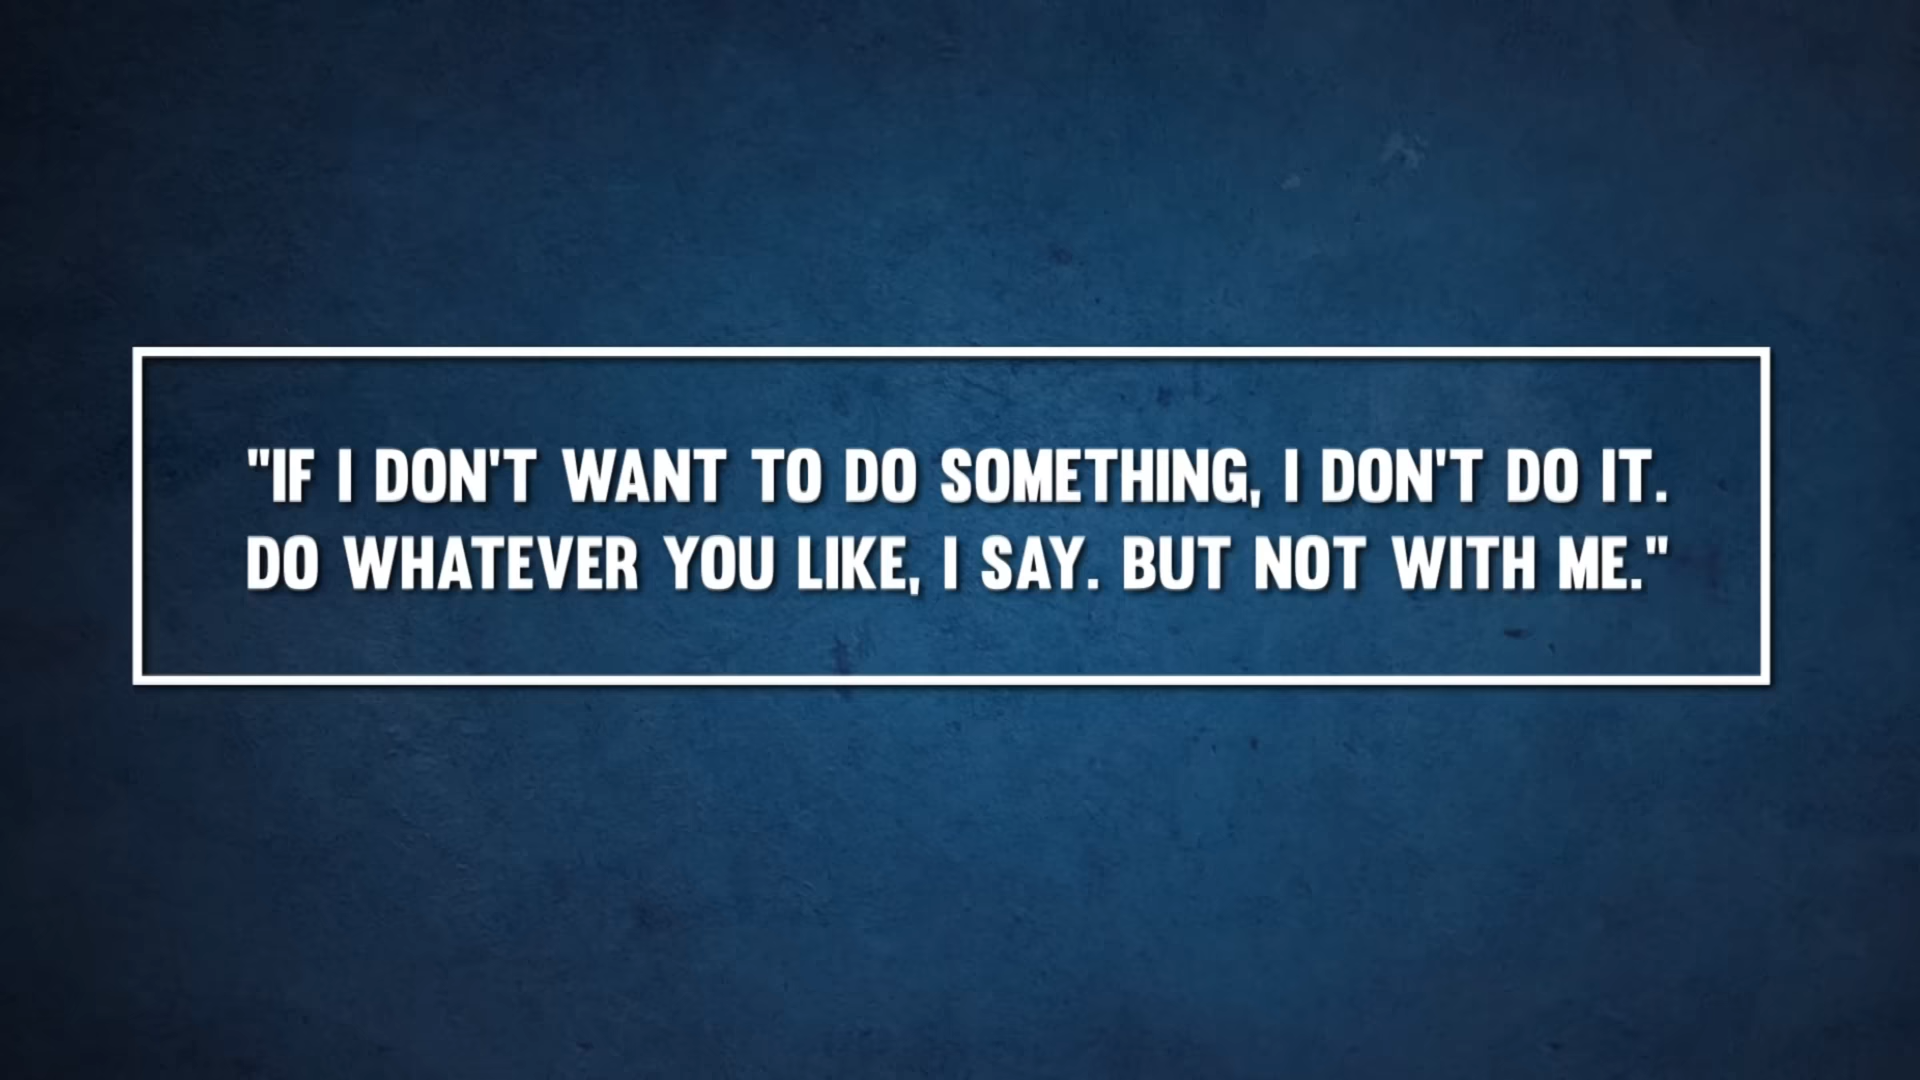 "IF I DON'T WANT TO DO SOMETHING, I DON'T DO IT.
DO WHATEVER YOU LIKE, I SAY. BUT NOT WITH ME."